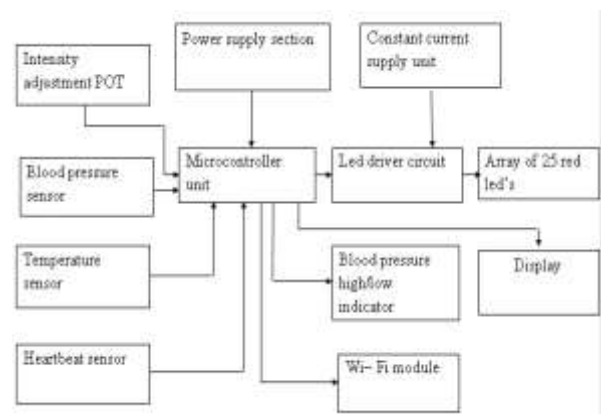 Power supply section
Constant current
supply unit
Intensity
adjustment POT
Microcontroller
unit
Led driver circuit
Array of 25 red
led's
Blood pressure
sensor
Temperature
sensor
Blood pressure
high/low
indicator
Display
Heartbeat sensor
Wi- Fi module